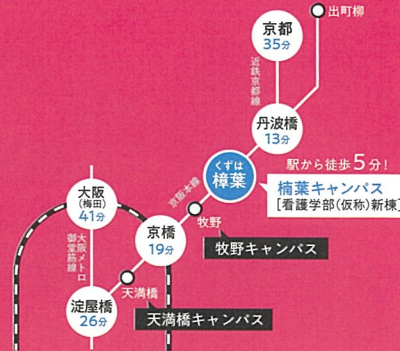 出町柳
京都
35分
近鉄京都線
丹波橋
13分
くずは
樟葉
駅から徒歩5分!
楠葉キャンパス
[看護学部(仮称)新棟]
京阪本線
大阪
(梅田)
41分
牧野
京橋
19分
牧野キャンパス
大阪メトロ
御堂筋線
天満橋
淀屋橋
26分
天満橋キャンパス